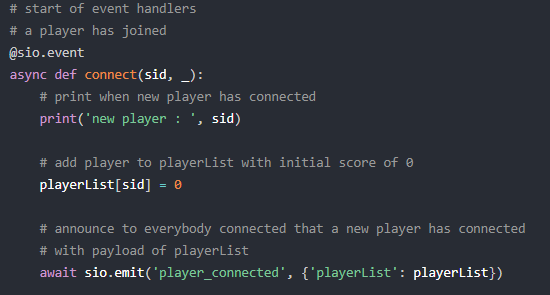 # start of event handlers
# a player has joined
@sio.event
async def connect(sid, _):
    # print when new player has connected
    print('new player : ', sid)

    # add player to playerList with initial score of 0
    playerList[sid] = 0

    # announce to everybody connected that a new player has connected
    # with payload of playerList
    await sio.emit('player_connected', {'playerList': playerList})